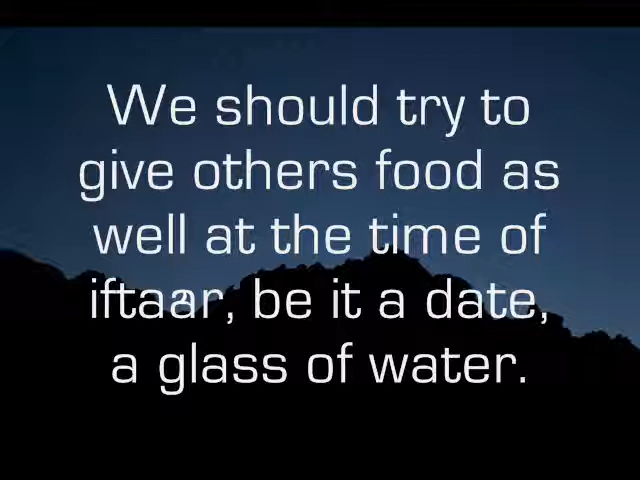 We should try to
give others food as
well at the time of
iftaar, be it a date,
a glass of water.